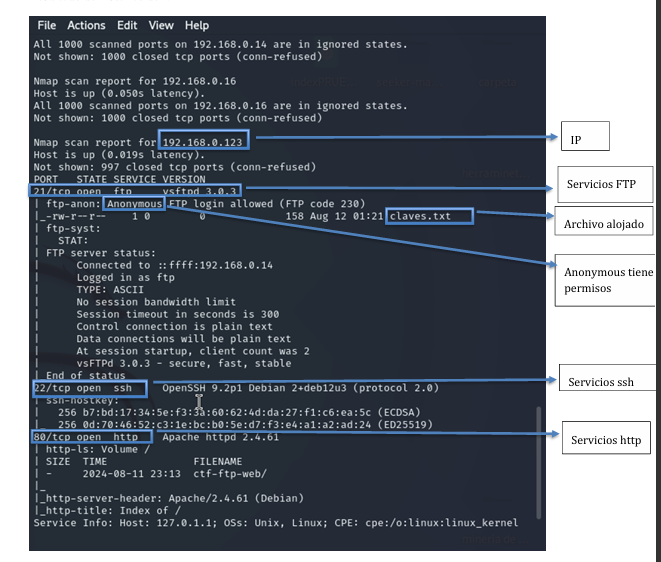 File Actions Edit View Help
All 1000 scanned ports on 192.168.0.14 are in ignored states.
Not shown: 1000 closed tcp ports (conn-refused)
Nmap scan report for 192.168.0.16
Host is up (0.050s latency).
All 1000 scanned ports on 192.168.0.16 are in ignored states.
Not shown: 1000 closed tcp ports (conn-refused)
Nmap scan report for 192.168.0.123
IP
Host is up (0.019s latency).
Not shown: 997 closed tcp ports (conn-refused)
PORT STATE SERVICE VERSION
21/tcp open ftp vsftpd 3.0.3
Servicios FTP
| ftp-anon: Anonymous FTP login allowed (FTP code 230)
|_-rw-r--r-- 1 0 0 158 Aug 12 01:21 claves.txt
Archivo alojado
| ftp-syst:
| STAT:
| FTP server status:
| Connected to ::ffff:192.168.0.14
| Logged in as ftp
Anonymous tiene
permisos
| TYPE: ASCII
| No session bandwidth limit
| Session timeout in seconds is 300
| Control connection is plain text
| Data connections will be plain text
| At session startup, client count was 2
| vsFTPd 3.0.3 - secure, fast, stable
|_End of status
22/tcp open ssh OpenSSH 9.2p1 Debian 2+deb12u3 (protocol 2.0)
Servicios ssh
| ssh-hostkey:
| 256 b7:bd:17:34:5e:f3:3a:60:62:4d:da:27:f1:c6:ea:5c (ECDSA)
|_ 256 0d:70:46:52:c3:1e:bc:b0:5e:d7:f3:e4:a1:a2:ad:24 (ED25519)
80/tcp open http Apache httpd 2.4.61
Servicios http
| http-ls: Volume /
| SIZE TIME FILENAME
| - 2024-08-11 23:13 ctf-ftp-web/
|_
|_http-server-header: Apache/2.4.61 (Debian)
|_http-title: Index of /
Service Info: Host: 127.0.1.1; OSs: Unix, Linux; CPE: cpe:/o:linux:linux_kernel